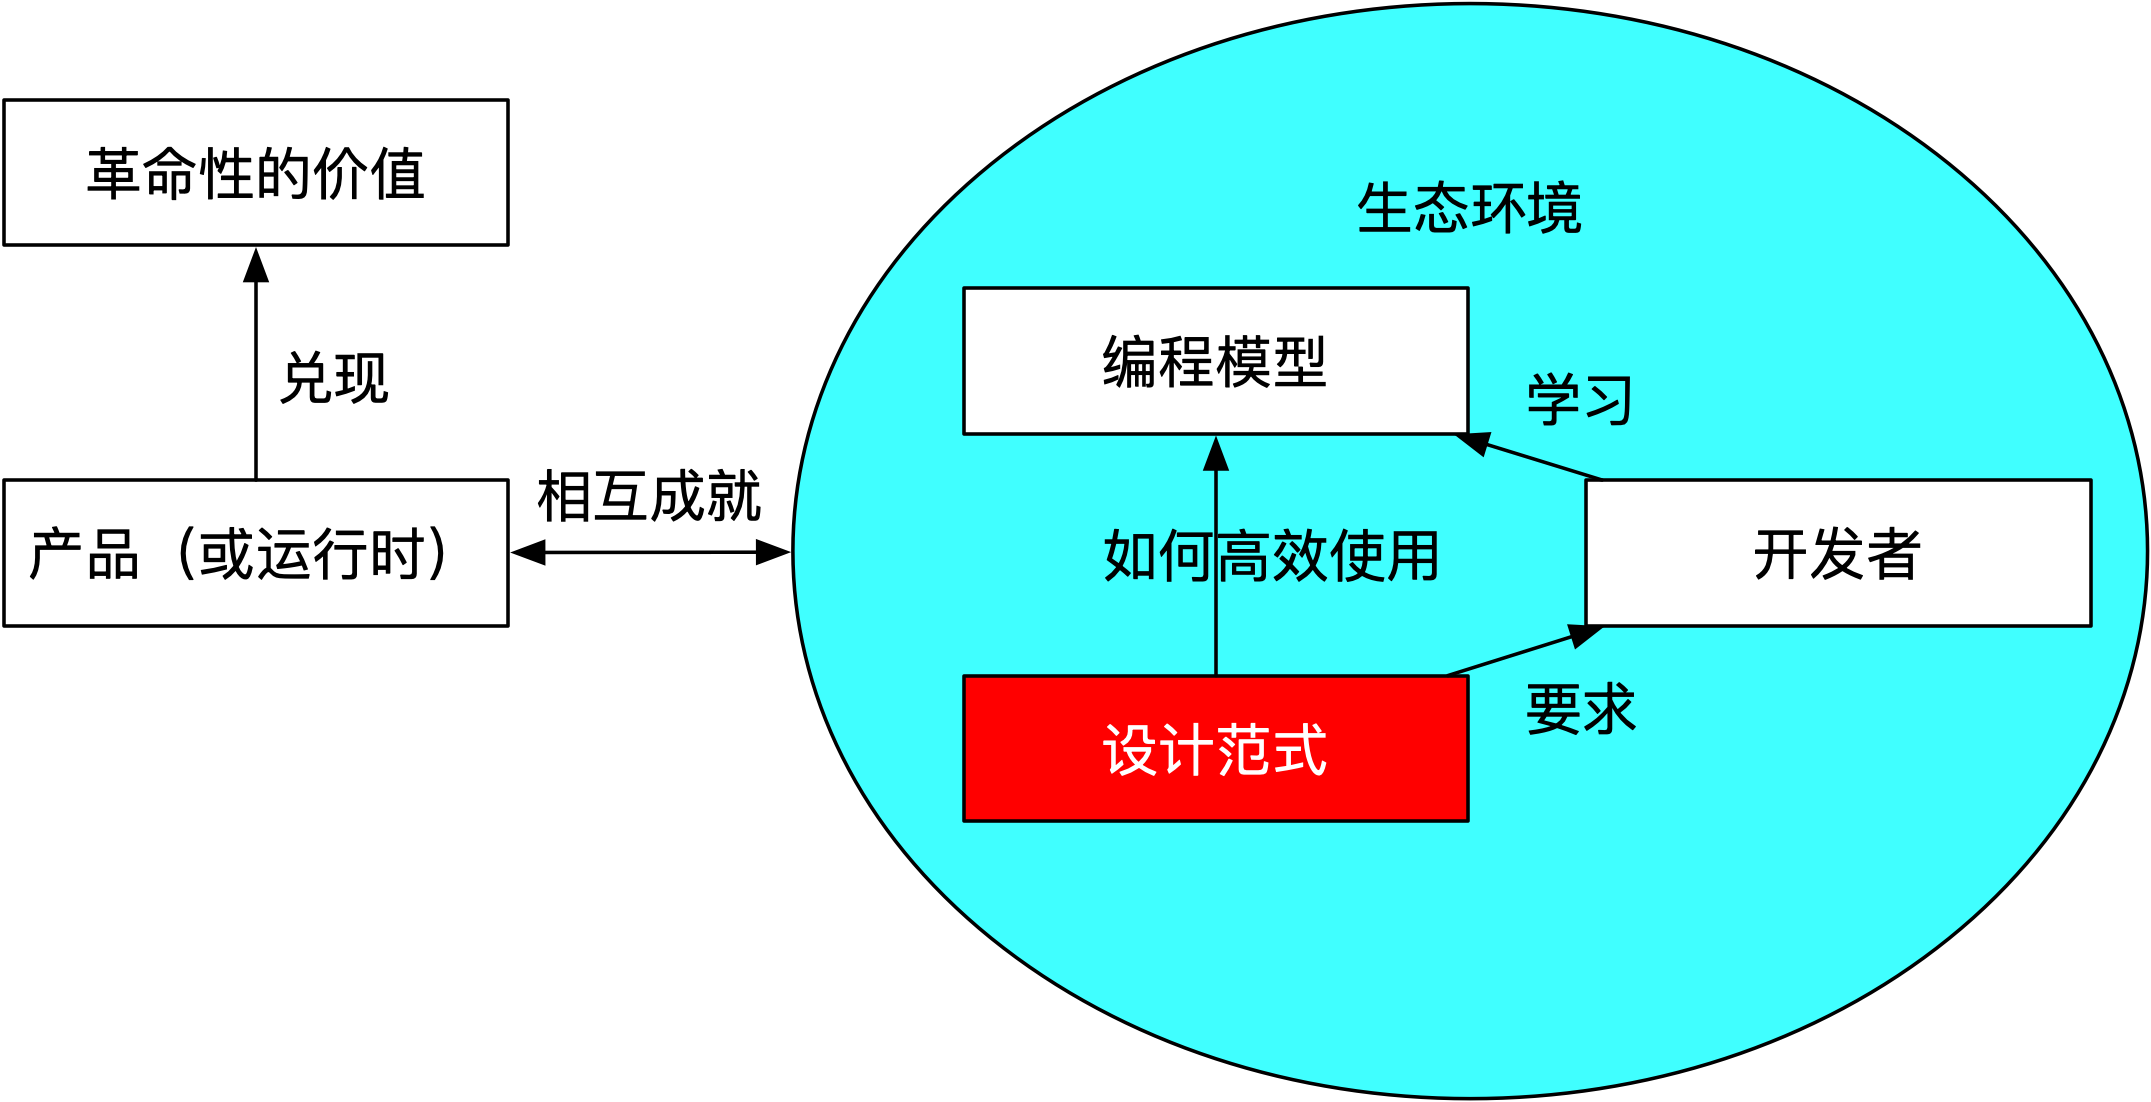 革命性的价值
兑现
产品（或运行时）
相互成就
生态环境
编程模型
学习
如何高效使用
开发者
设计范式
要求